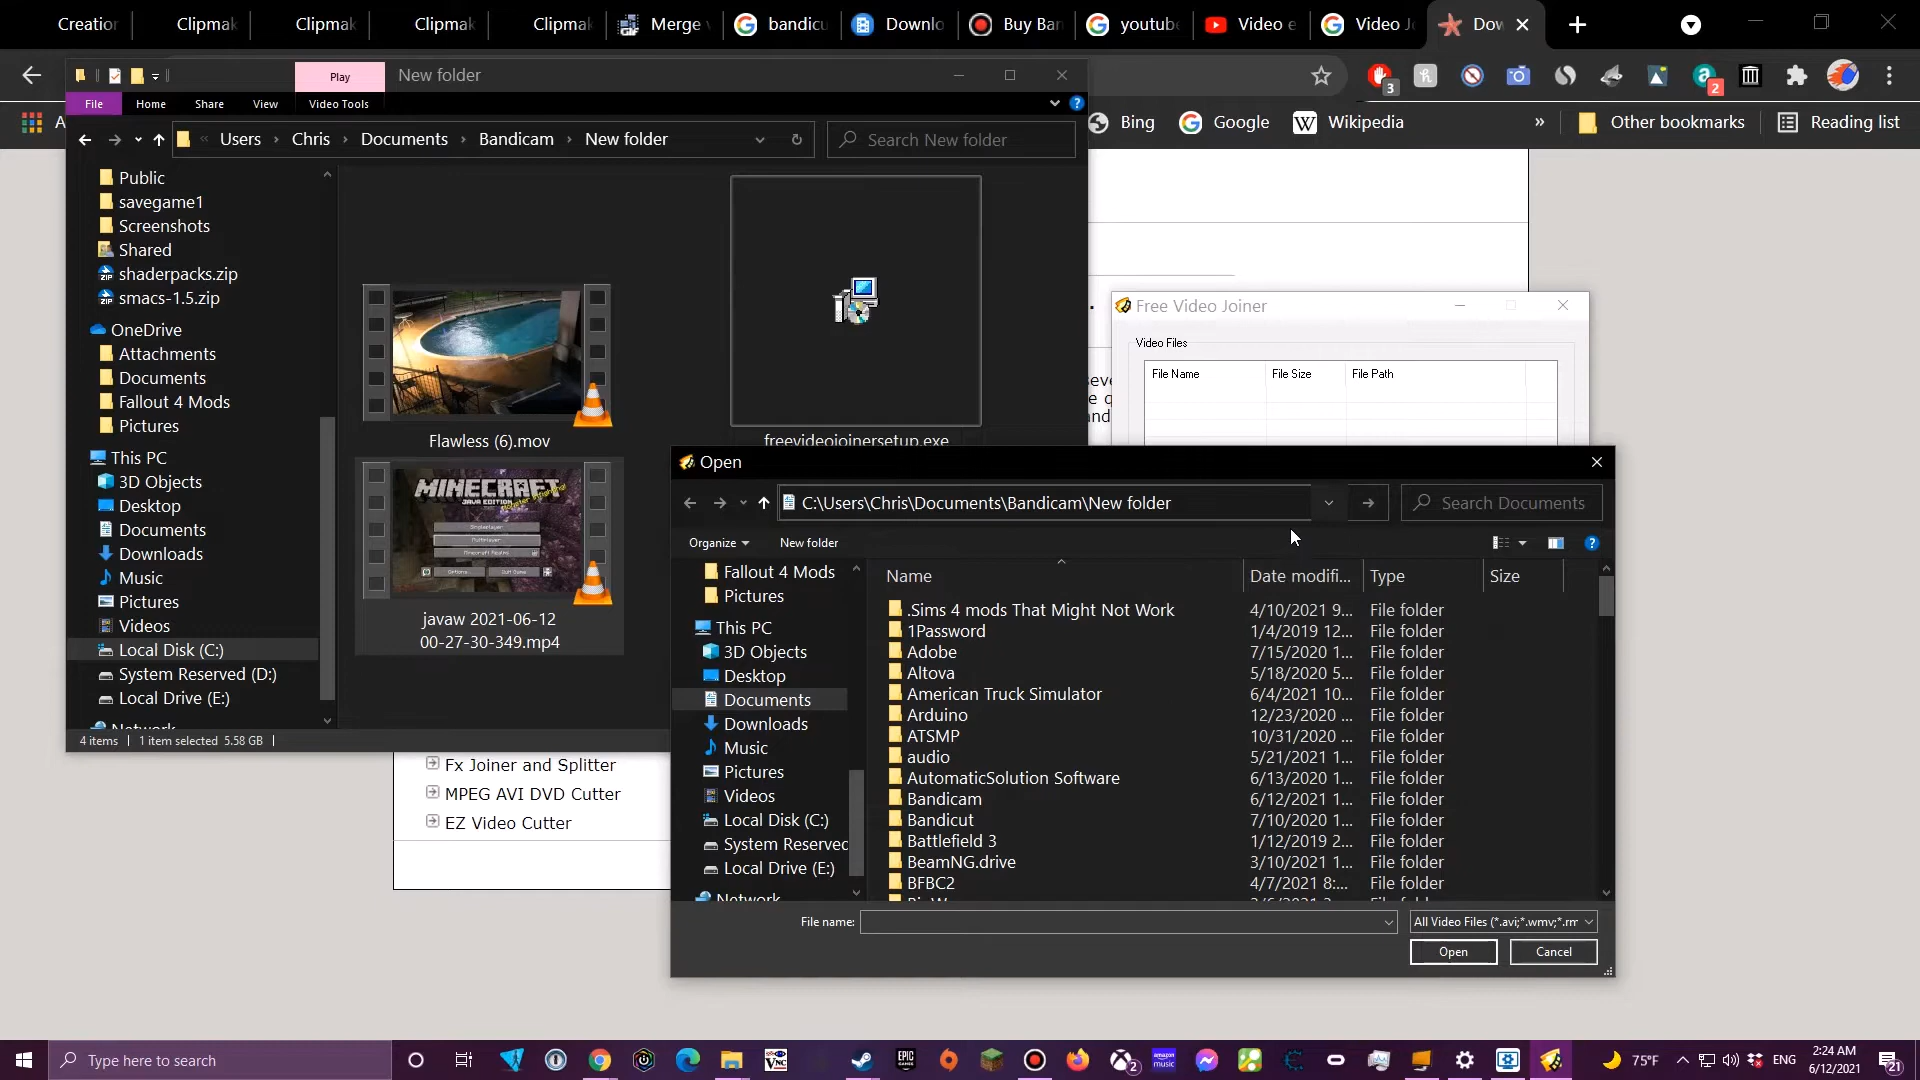 Creation
Clipmak
Clipmak
Clipmak
Clipmak
Merge
bandicu
Downlo
Buy Ban
youtube
Video e
Video J
Dow
Play
New folder
File
Home
Share
View
Video Tools
Users
Chris
Documents
Bandicam
New folder
Search New folder
3
2
Bing
Google
Wikipedia
»
Other bookmarks
Reading list
Public
savegame1
Screenshots
Shared
shaderpacks.zip
smacs-1.5.zip
OneDrive
Attachments
Documents
Fallout 4 Mods
Pictures
This PC
3D Objects
Desktop
Documents
Downloads
Music
Pictures
Videos
Local Disk (C:)
System Reserved (D:)
Local Drive (E:)
Network
Flawless (6).mov
freevideojoinersetup.exe
MINECRAFT
JAVA EDITION
javaw 2021-06-12
00-27-30-349.mp4
4 items
1 item selected 5.58 GB
Free Video Joiner
Video Files
File Name
File Size
File Path
Fx Joiner and Splitter
MPEG AVI DVD Cutter
EZ Video Cutter
Open
C:\Users\Chris\Documents\Bandicam\New folder
Search Documents
Organize
New folder
Fallout 4 Mods
Pictures
This PC
3D Objects
Desktop
Documents
Downloads
Music
Pictures
Videos
Local Disk (C:)
System Reserved
Local Drive (E:)
Network
Name
Date modifi...
Type
Size
.Sims 4 mods That Might Not Work 4/10/2021 9... File folder
1Password 1/4/2019 12... File folder
Adobe 7/15/2020 1... File folder
Altova 5/18/2020 5... File folder
American Truck Simulator 6/4/2021 10... File folder
Arduino 12/23/2020 ... File folder
ATSMP 10/31/2020 ... File folder
audio 5/21/2021 1... File folder
AutomaticSolution Software 6/13/2020 1... File folder
Bandicam 6/12/2021 1... File folder
Bandicut 7/10/2020 1... File folder
Battlefield 3 1/12/2019 2... File folder
BeamNG.drive 3/10/2021 1... File folder
BFBC2 4/7/2021 8:... File folder
File name:
All Video Files (*.avi;*.wmv;*.rm
Open
Cancel
Type here to search
75°F
ENG
2:24 AM
6/12/2021
21